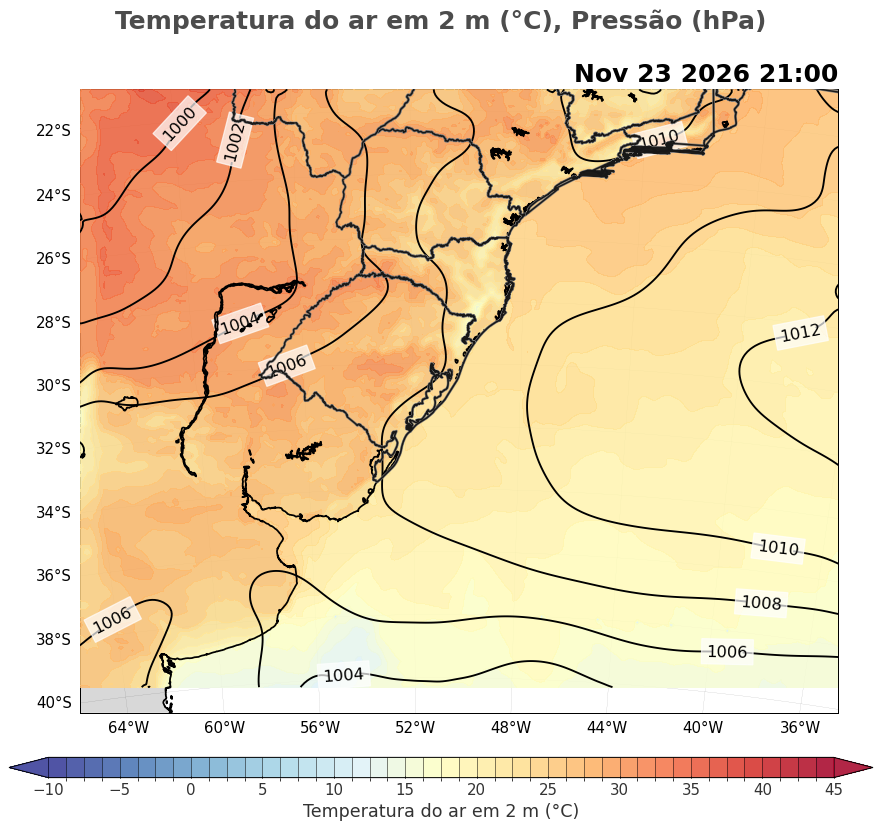 Temperatura do ar em 2 m (°C), Pressão (hPa)
Nov 23 2026 21:00
1000
1002
1010
22°S
24°S
26°S
28°S
30°S
32°S
34°S
36°S
38°S
40°S
1004
1006
1012
1010
1008
1006
1006
1004
64°W 60°W 56°W 52°W 48°W 44°W 40°W 36°W
−10 −5 0 5 10 15 20 25 30 35 40 45
Temperatura do ar em 2 m (°C)